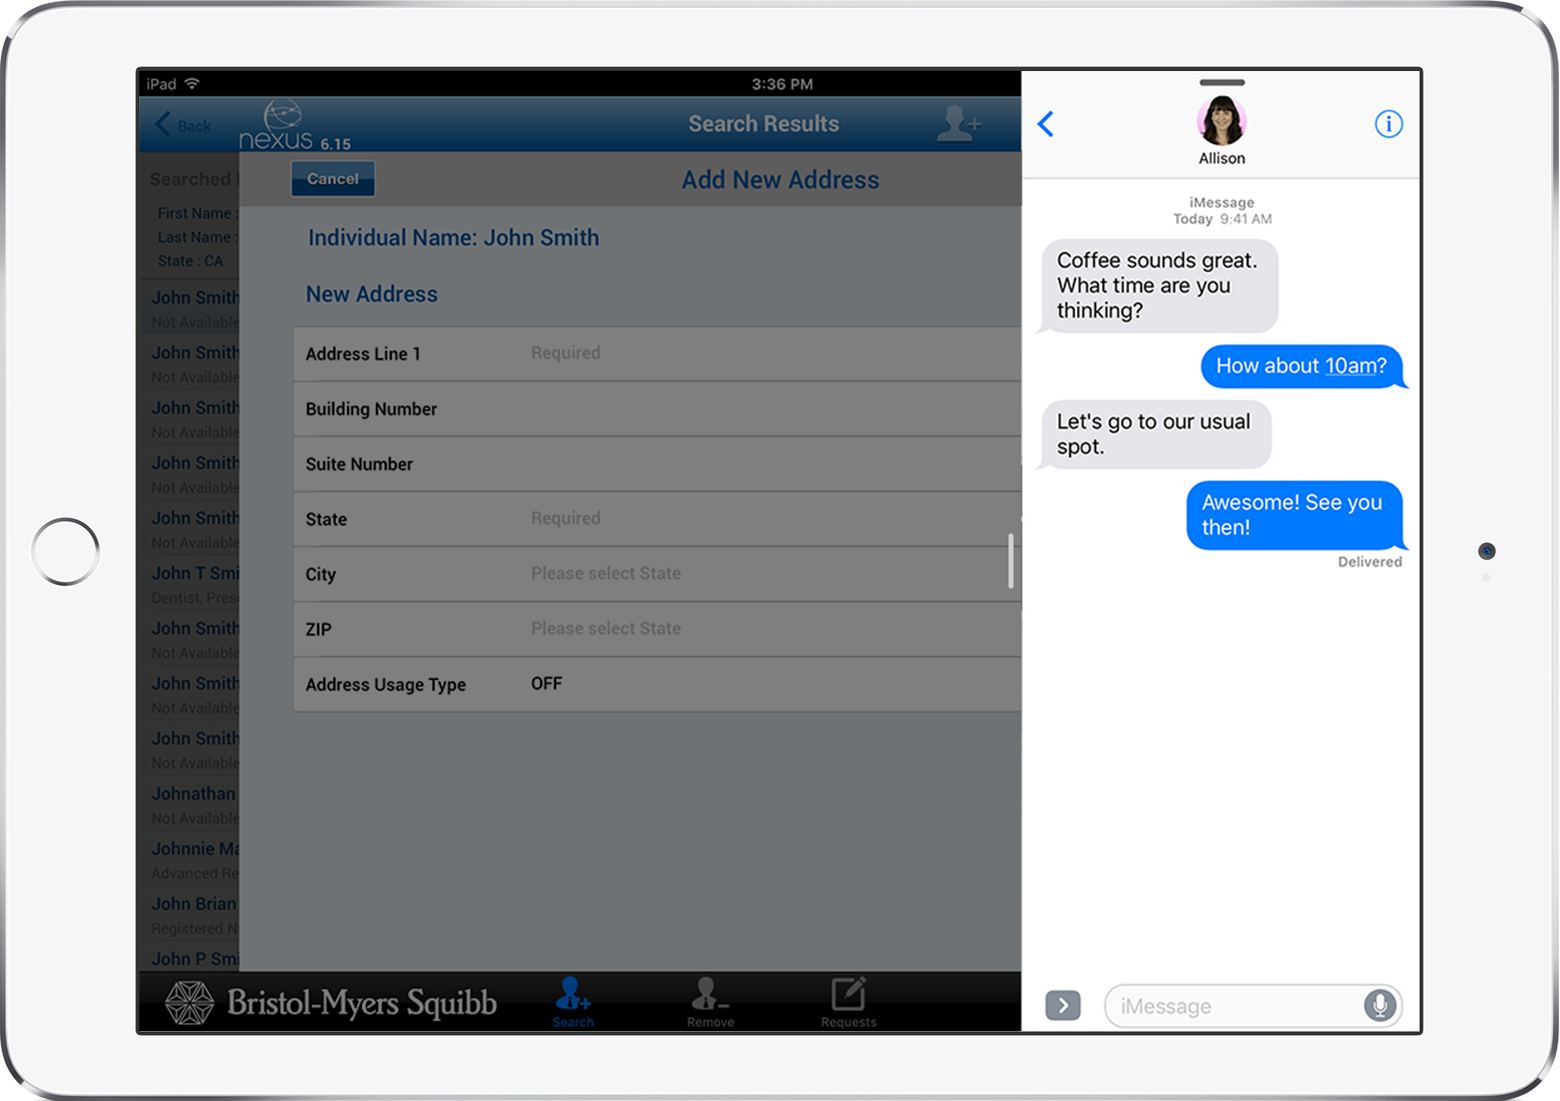 iPad
3:36 PM
Back
nexus 6.15
Search Results
Searched
First Name :
Last Name :
State : CA
John Smith
Not Available
John Smith
Not Available
John Smith
Not Available
John Smith
Not Available
John Smith
Not Available
John T Smi
Dentist, Pres
John Smith
Not Available
John Smith
Not Available
John Smith
Not Available
Johnathan
Not Available
Johnnie Ma
Advanced Re
John Brian
Registered N
John P Smi
Cancel
Add New Address
Individual Name: John Smith
New Address
Address Line 1 Required
Building Number
Suite Number
State Required
City Please select State
ZIP Please select State
Address Usage Type OFF
Bristol-Myers Squibb
Search
Remove
Requests
Allison
iMessage
Today 9:41 AM
Coffee sounds great.
What time are you
thinking?
How about 10am?
Let's go to our usual
spot.
Awesome! See you
then!
Delivered
iMessage